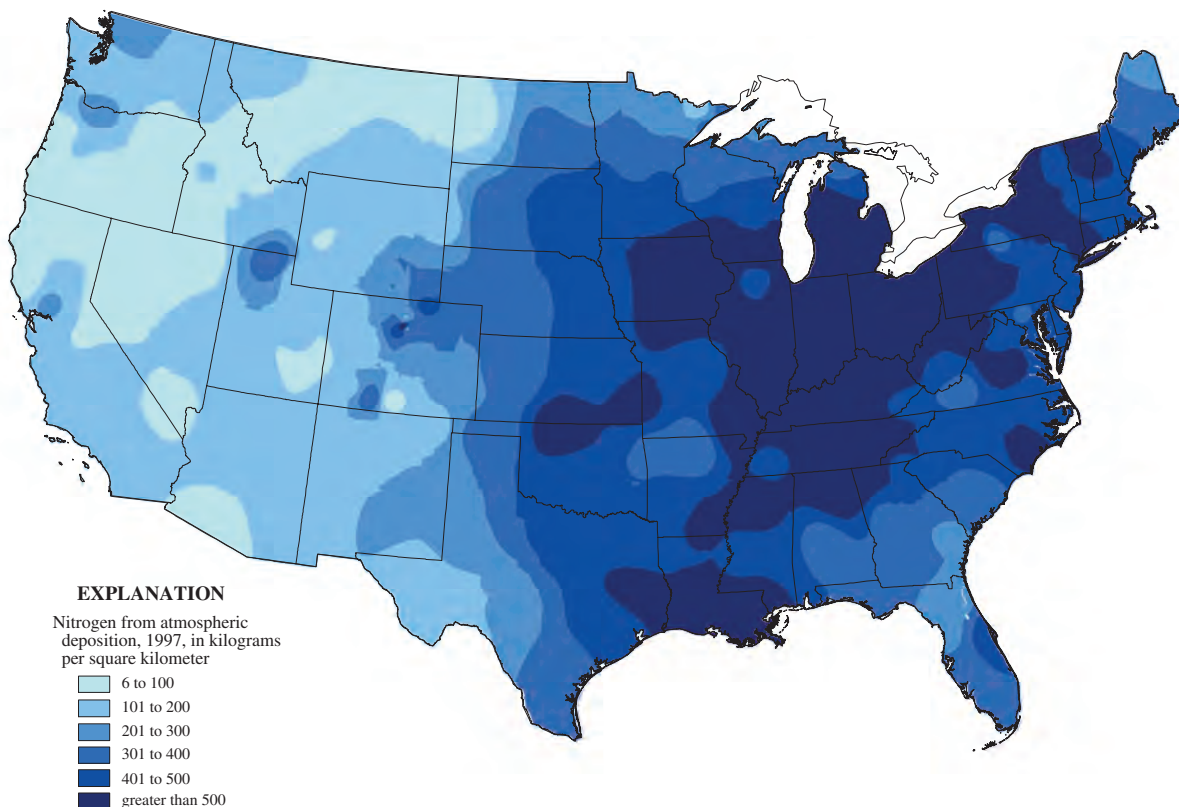 EXPLANATION
Nitrogen from atmospheric
deposition, 1997, in kilograms
per square kilometer
6 to 100
101 to 200
201 to 300
301 to 400
401 to 500
greater than 500